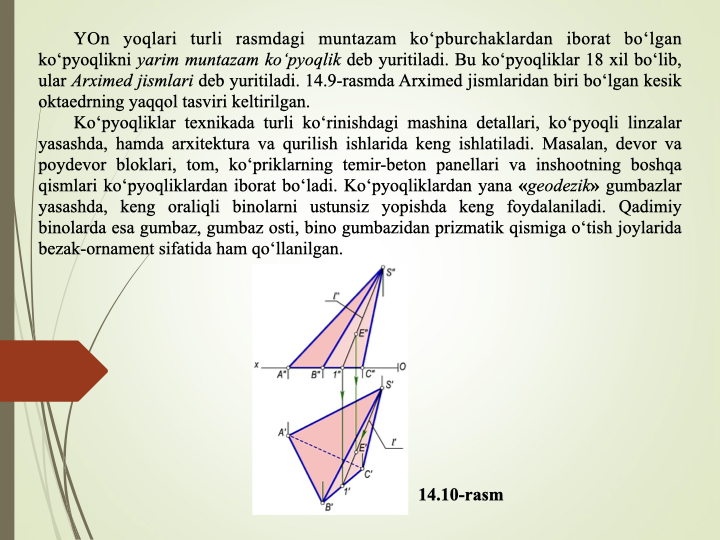 YOn yoqlari turli rasmdagi muntazam ko‘pburchaklardan iborat bo‘lgan
ko‘pyoqlikni yarim muntazam ko‘pyoqlik deb yuritiladi. Bu ko‘pyoqliklar 18 xil bo‘lib,
ular Arximed jismlari deb yuritiladi. 14.9-rasmda Arximed jismlaridan biri bo‘lgan kesik
oktaedrning yaqqol tasviri keltirilgan.
Ko‘pyoqliklar texnikada turli ko‘rinishdagi mashina detallari, ko‘pyoqli linzalar
yasashda, hamda arxitektura va qurilish ishlarida keng ishlatiladi. Masalan, devor va
poydevor bloklari, tom, ko‘priklarning temir-beton panellari va inshootning boshqa
qismlari ko‘pyoqliklardan iborat bo‘ladi. Ko‘pyoqliklardan yana «geodezik» gumbazlar
yasashda, keng oraliqli binolarni ustunsiz yopishda keng foydalaniladi. Qadimiy
binolarda esa gumbaz, gumbaz osti, bino gumbazidan prizmatik qismiga o‘tish joylarida
bezak-ornament sifatida ham qo‘llanilgan.
S"
l"
E"
x
O
A" B" 1" C"
S'
A'
l'
E'
C'
1'
B'
14.10-rasm